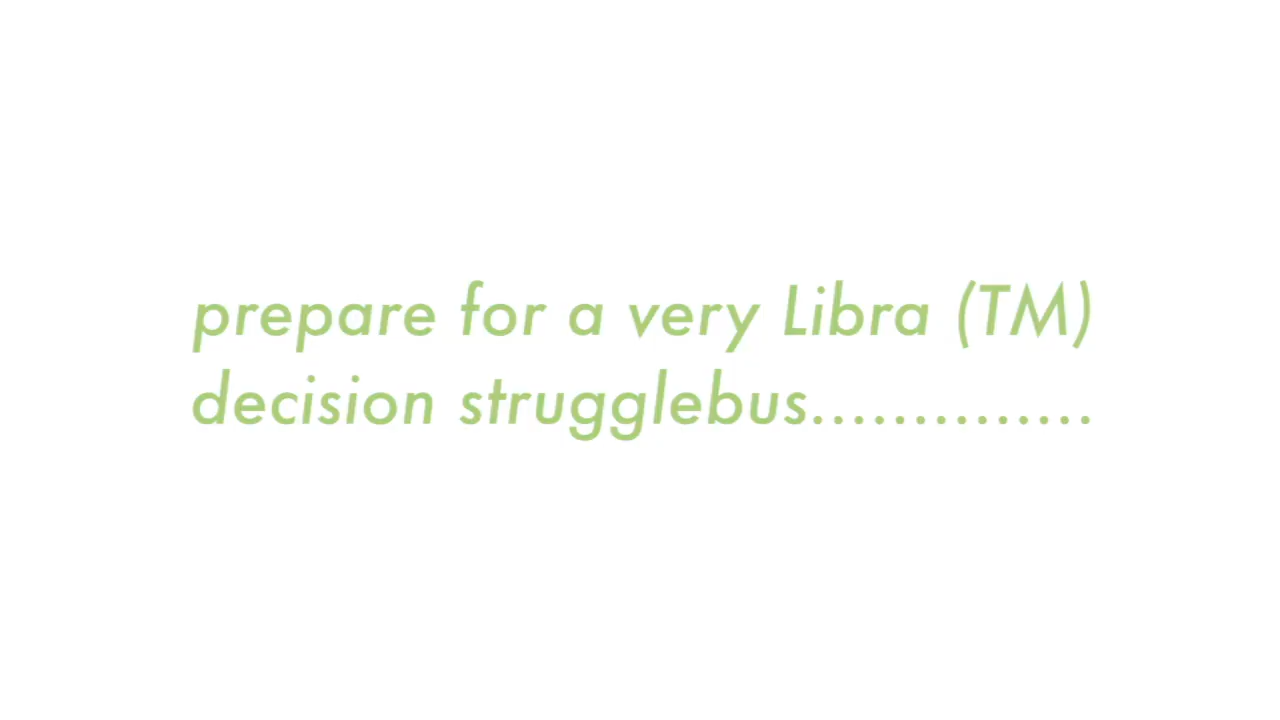 prepare for a very Libra (TM)
decision strugglebus..............